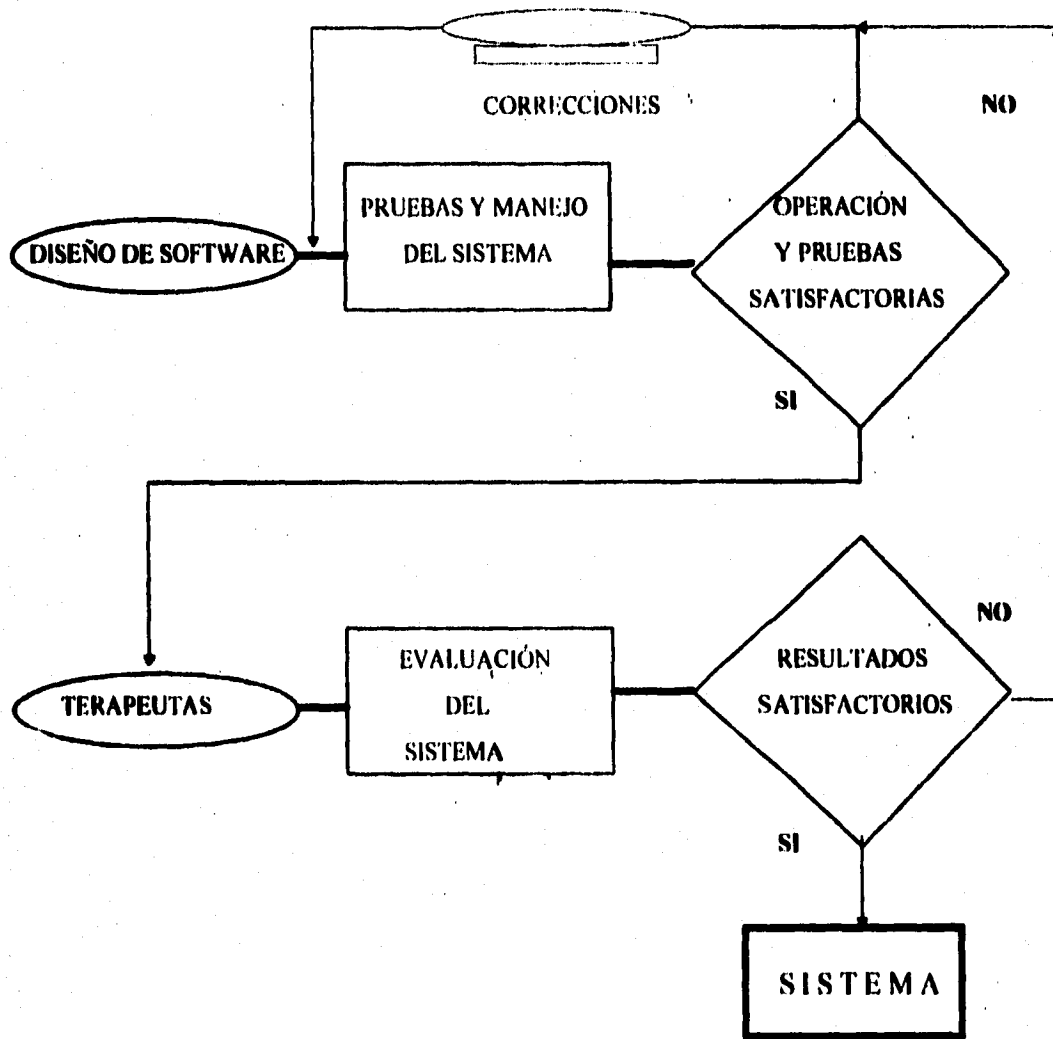 CORRECCIONES
NO
DISEÑO DE SOFTWARE
PRUEBAS Y MANEJO
DEL SISTEMA
OPERACIÓN
Y PRUEBAS
SATISFACTORIAS
SI
TERAPEUTAS
EVALUACIÓN
DEL
SISTEMA
RESULTADOS
SATISFACTORIOS
NO
SI
SISTEMA